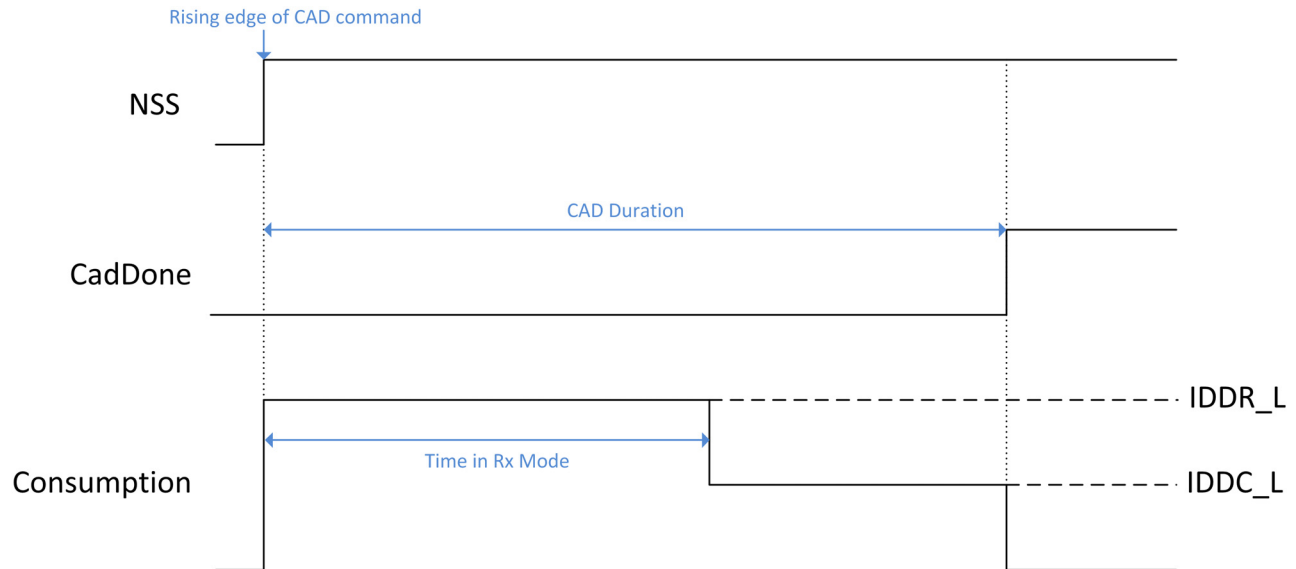 Rising edge of CAD command
NSS
CAD Duration
CadDone
IDDR_L
Time in Rx Mode
Consumption
IDDC_L